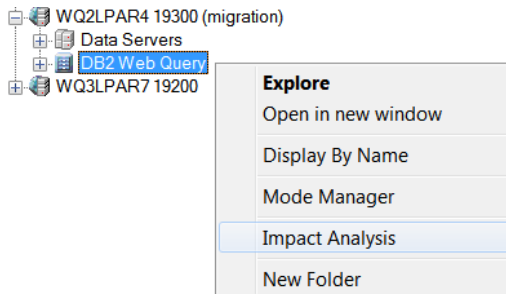 WQ2LPAR4 19300 (migration)
Data Servers
DB2 Web Query
WQ3LPAR7 19200
Explore
Open in new window
Display By Name
Mode Manager
Impact Analysis
New Folder